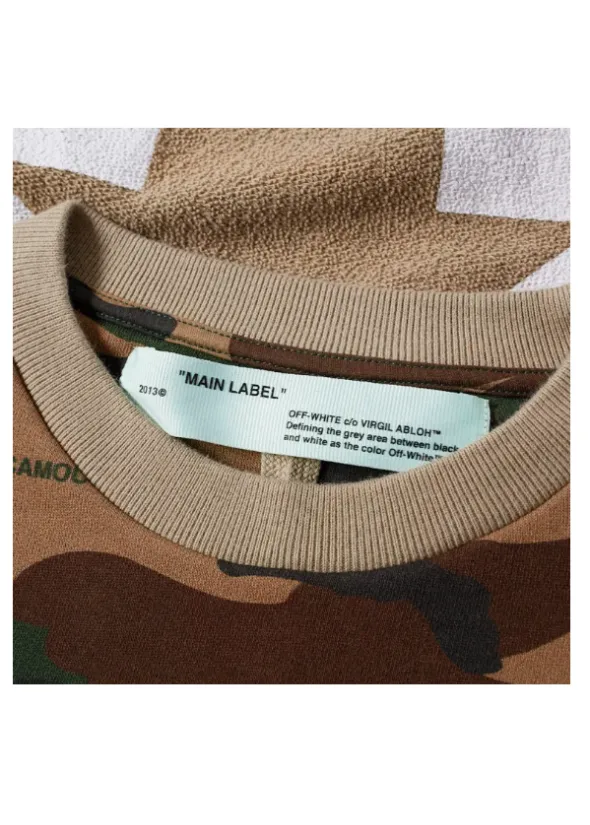 "MAIN LABEL"
2013©
OFF-WHITE c/o VIRGIL ABLOH™
Defining the grey area between black
and white as the color Off-White™
CAMOU